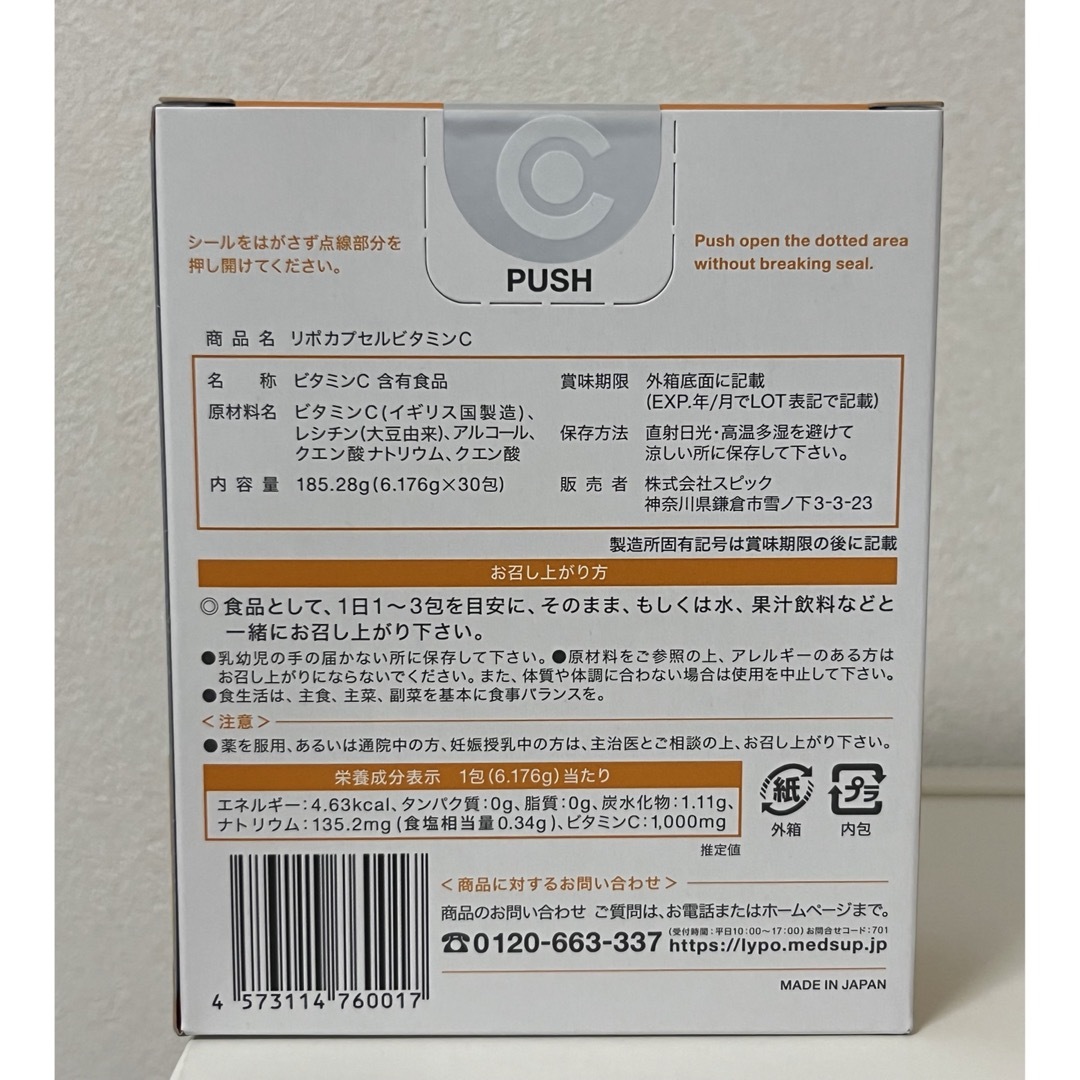 シールをはがさず点線部分を
押し開けてください。
PUSH
Push open the dotted area
without breaking seal.
商品名 リポカプセルビタミンC
名称 ビタミンC 含有食品
原材料名 ビタミンC(イギリス国製造)、
レシチン(大豆由来)、アルコール、
クエン酸ナトリウム、クエン酸
内容量 185.28g(6.176g×30包)
賞味期限 外箱底面に記載
(EXP.年/月でLOT表記で記載)
保存方法 直射日光・高温多湿を避けて
涼しい所に保存して下さい。
販売者 株式会社スピック
神奈川県鎌倉市雪ノ下3-3-23
製造所固有記号は賞味期限の後に記載
お召し上がり方
◎食品として、1日1〜3包を目安に、そのまま、もしくは水、果汁飲料などと
一緒にお召し上がり下さい。
●乳幼児の手の届かない所に保存して下さい。●原材料をご参照の上、アレルギーのある方は
お召し上がりにならないでください。また、体質や体調に合わない場合は使用を中止して下さい。
●食生活は、主食、主菜、副菜を基本に食事バランスを。
<注意>
●薬を服用、あるいは通院中の方、妊娠授乳中の方は、主治医とご相談の上、お召し上がり下さい。
栄養成分表示 1包(6.176g)当たり
エネルギー:4.63kcal、タンパク質:0g、脂質:0g、炭水化物:1.11g、
ナトリウム:135.2mg(食塩相当量0.34g)、ビタミンC:1,000mg
推定値
紙
外箱
プラ
内包
<商品に対するお問い合わせ>
商品のお問い合わせ ご質問は、お電話またはホームページまで。
☎0120-663-337
(受付時間:平日10:00〜17:00)お問合せコード:701
https://lypo.medsup.jp
4 573114 760017
MADE IN JAPAN